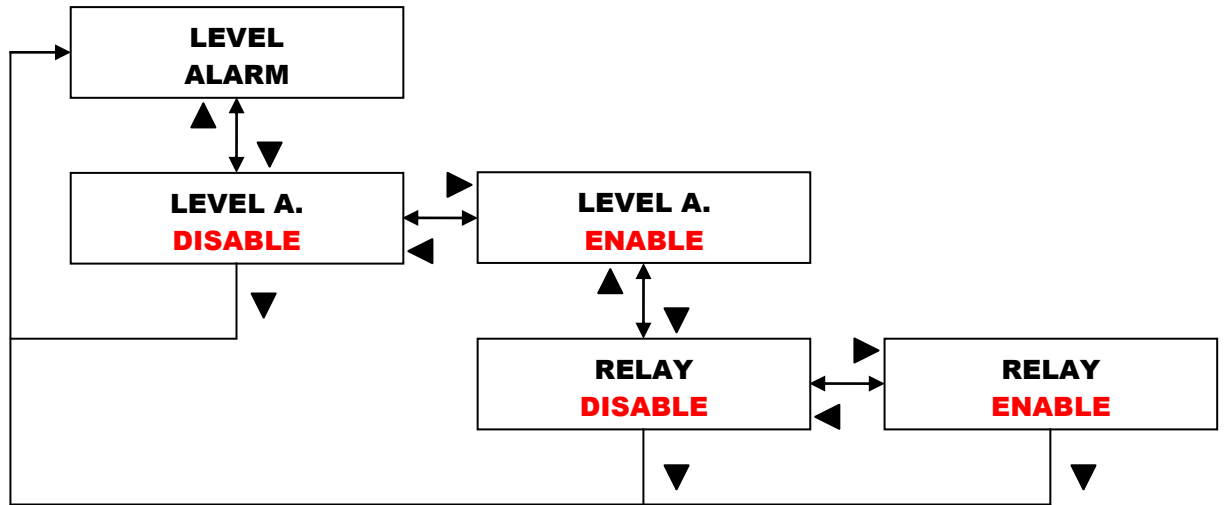 LEVEL
ALARM
LEVEL A.
DISABLE
LEVEL A.
ENABLE
RELAY
DISABLE
RELAY
ENABLE